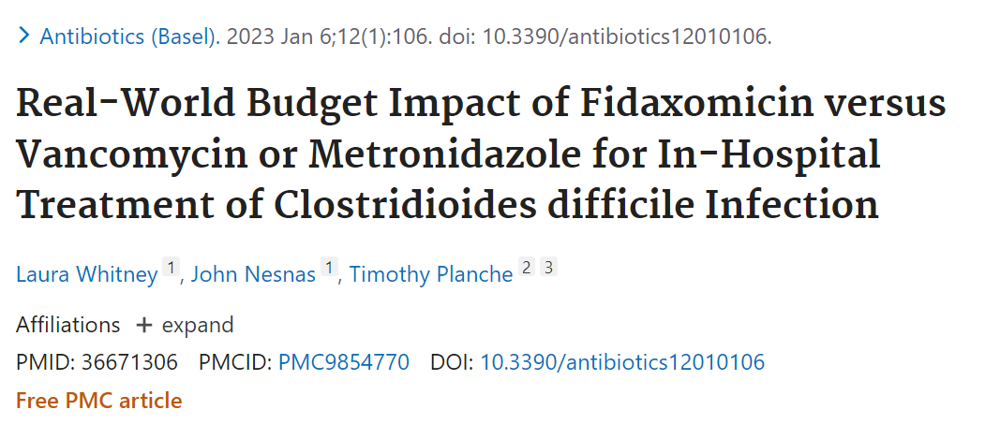 Antibiotics (Basel). 2023 Jan 6;12(1):106. doi: 10.3390/antibiotics12010106.
Real-World Budget Impact of Fidaxomicin versus
Vancomycin or Metronidazole for In-Hospital
Treatment of Clostridioides difficile Infection
Laura Whitney 1, John Nesnas 1, Timothy Planche 2 3
Affiliations + expand
PMID: 36671306 PMCID: PMC9854770 DOI: 10.3390/antibiotics12010106
Free PMC article